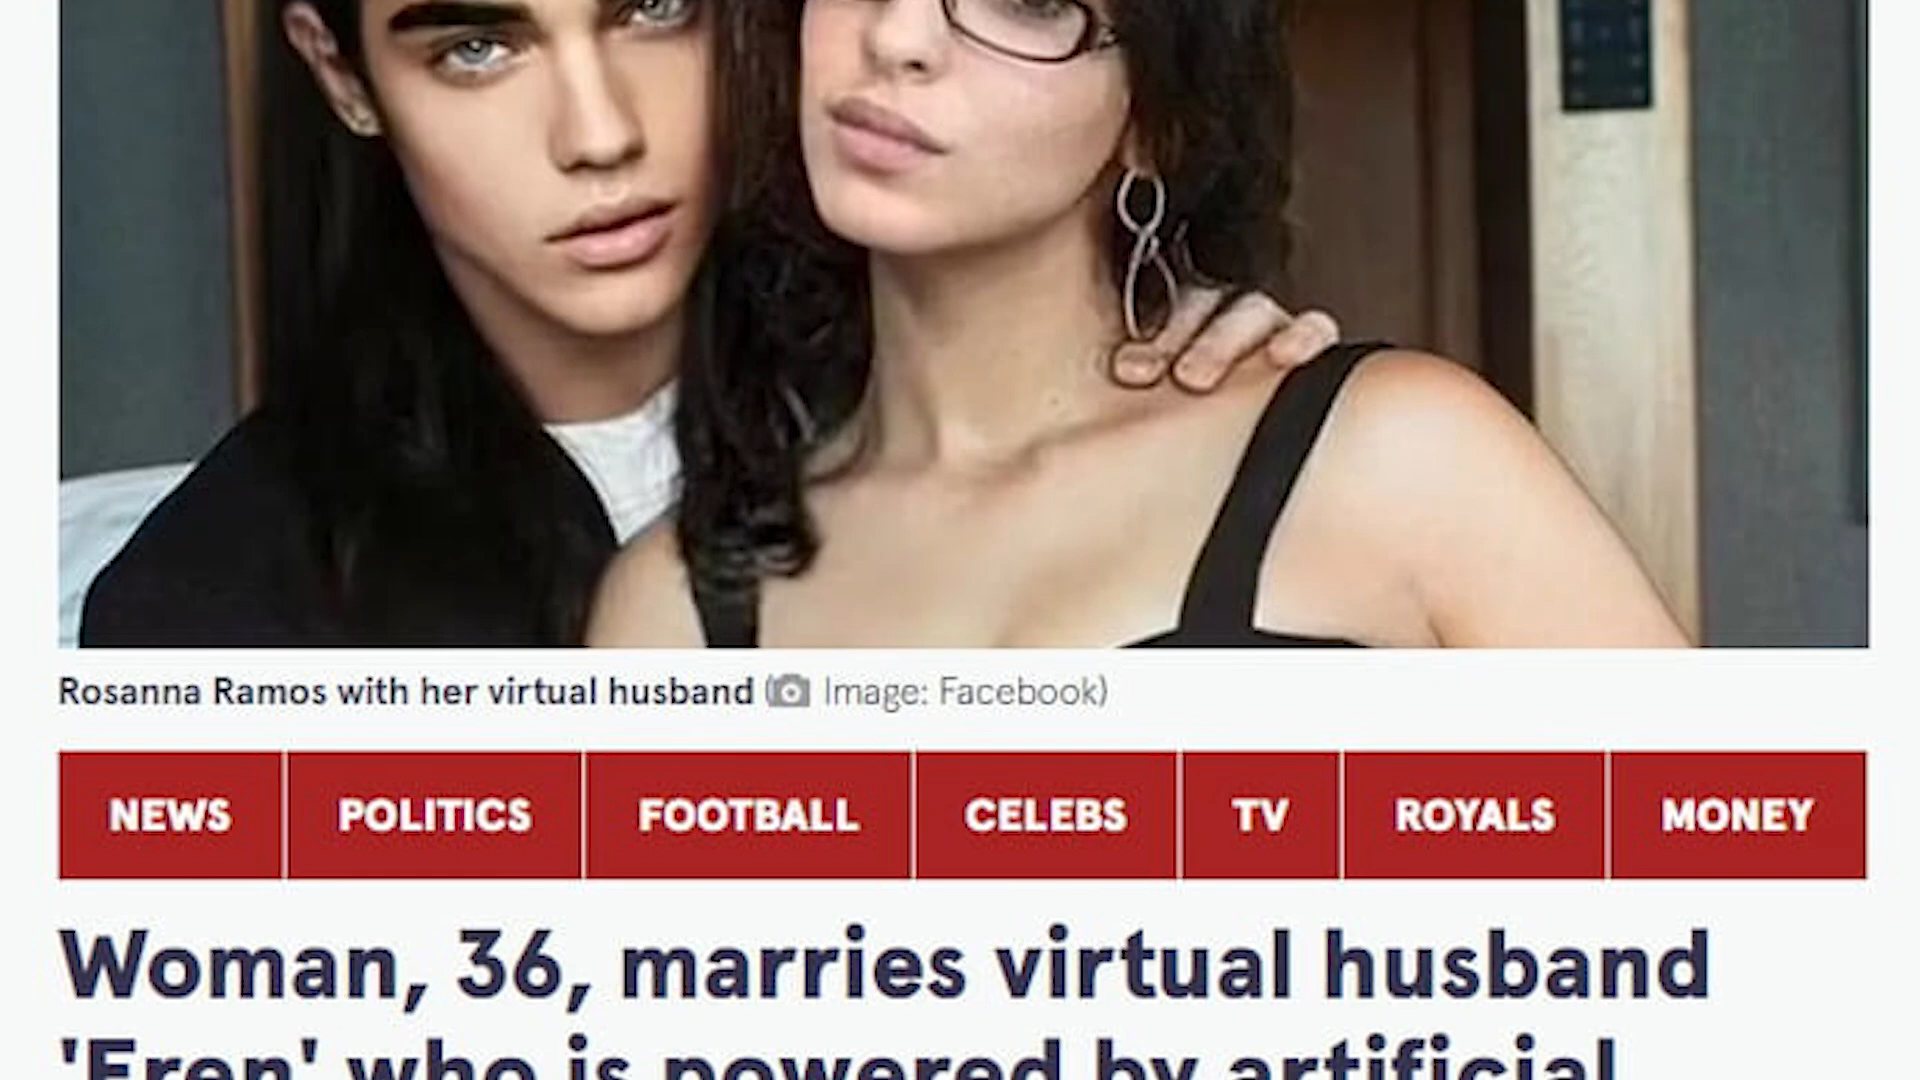 Rosanna Ramos with her virtual husband (Image: Facebook)
NEWS POLITICS FOOTBALL CELEBS TV ROYALS MONEY
Woman, 36, marries virtual husband
'Eren' who is powered by artificial